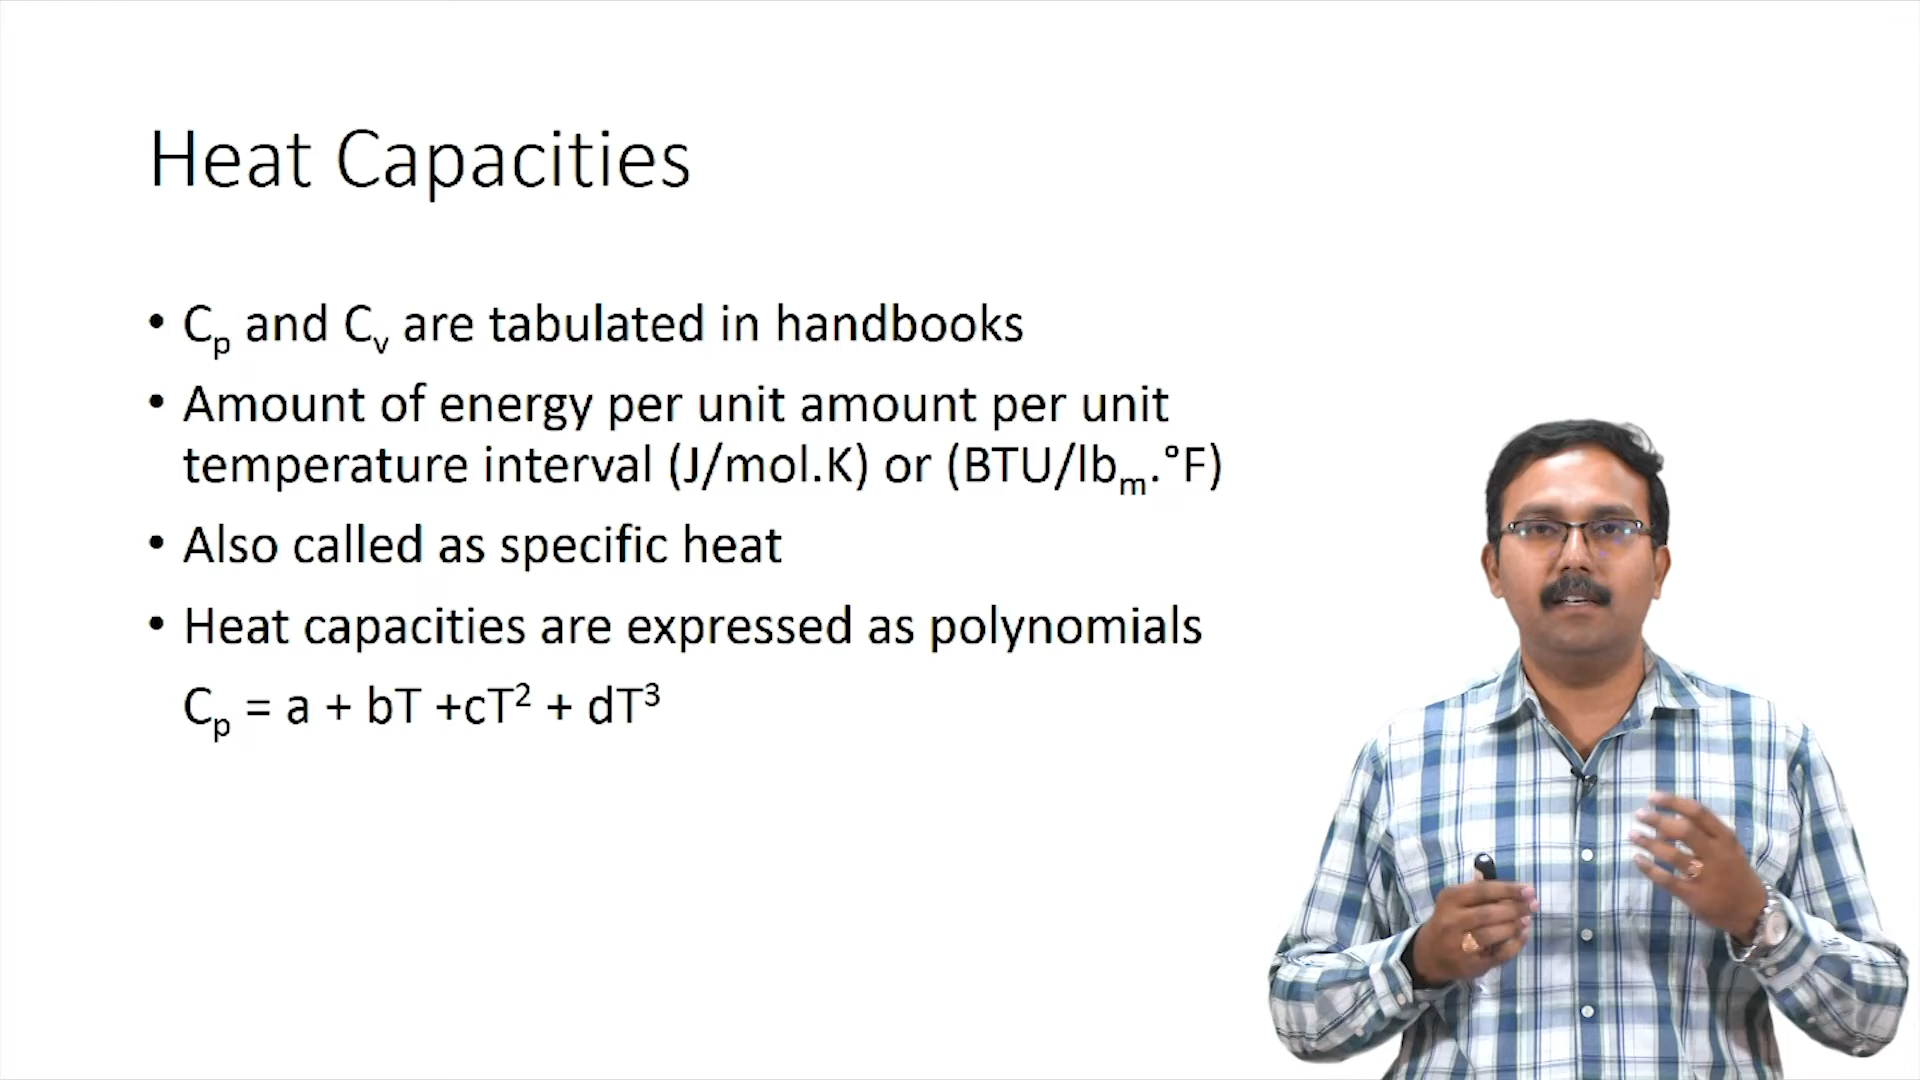 Heat Capacities
• Cp and Cv are tabulated in handbooks
• Amount of energy per unit amount per unit
temperature interval (J/mol.K) or (BTU/lbm.°F)
• Also called as specific heat
• Heat capacities are expressed as polynomials
Cp = a + bT +cT² + dT³